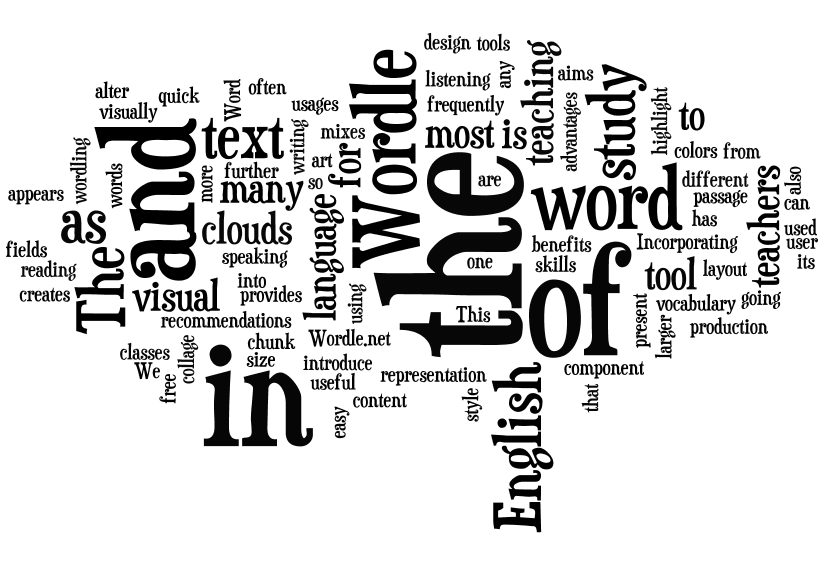 design tools
alter
quick
visually
Word
often
usages
listening
any
frequently
teaching
aims
advantages
study
highlight
to
colors
from
and
text
writing
mixes
art
so
for
Wordle
most
is
are
the
wordling
words
appears
more
further
many
as
clouds
language
word
different
passage
has
teachers
also
can
used
user
its
fields
reading
creates
The
speaking
visual
into
provides
using
one
benefits
skills
Incorporating
of
tool
layout
vocabulary
going
This
recommendations
present
larger
production
classes
We
free
collage
chunk
size
Wordle.net
introduce
useful
representation
component
that
in
easy
content
style
English